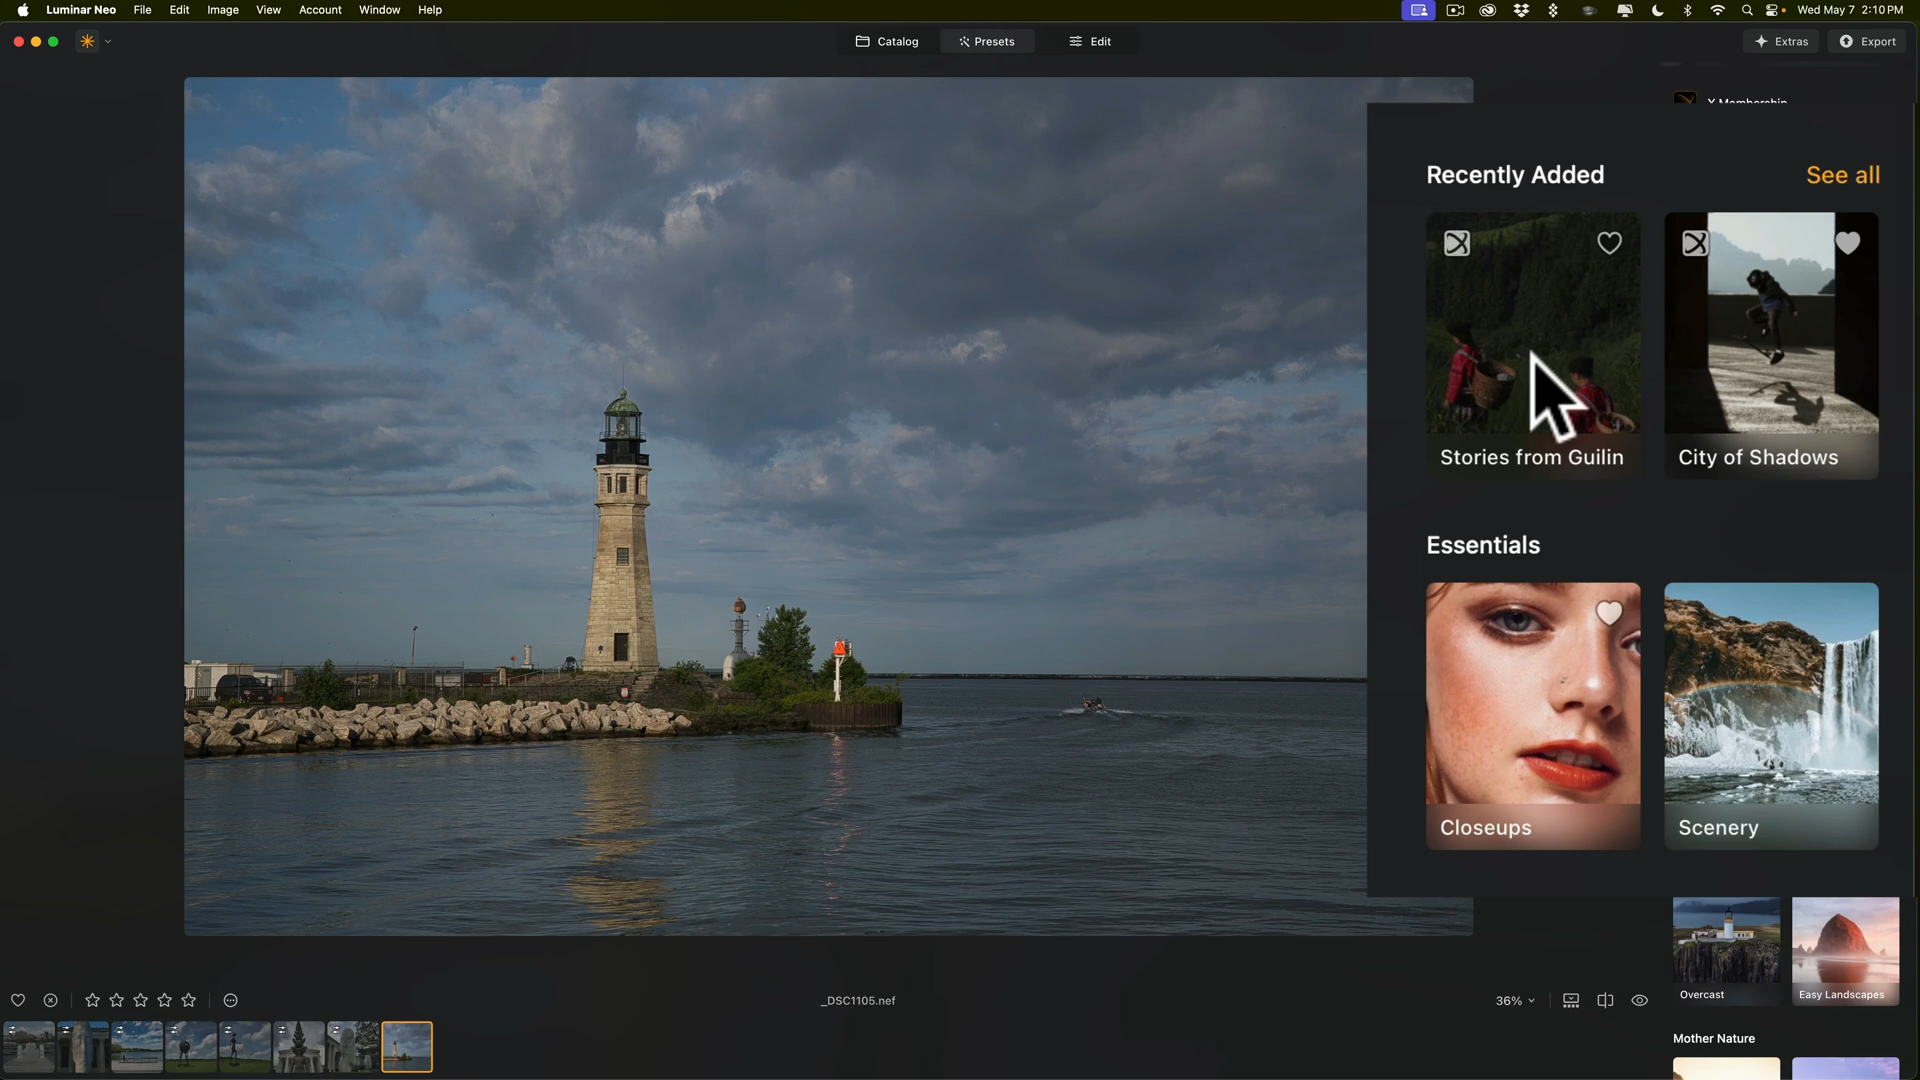 Luminar Neo File Edit Image View Account Window Help Wed May 7 2:10 PM
Catalog Presets Edit Extras Export
X Membership
Recently Added See all
Stories from Guilin City of Shadows
Essentials
Closeups Scenery
Overcast Easy Landscapes
_DSC1105.nef 36%
Mother Nature